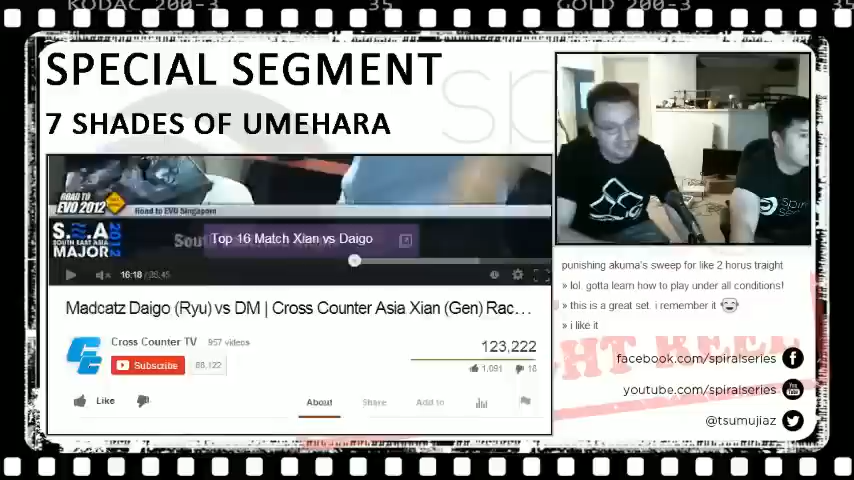 KODAC 200-3
35
GOLD 200-3
35
SPECIAL SEGMENT
7 SHADES OF UMEHARA
ROAD TO
EVO 2012
Road to EVO Singapore
S.E.A
SOUTH EAST ASIA
MAJOR
2012
Top 16 Match Xian vs Daigo
16:18
Madcatz Daigo (Ryu) vs DM | Cross Counter Asia Xian (Gen) Rac...
Cross Counter TV 957 videos
Subscribe
123,222
1,091
18
Like
About Share Add to
punishing akuma's sweep for like 2 horus traight
» lol. gotta learn how to play under all conditions!
» this is a great set. i remember it
» i like it
facebook.com/spiralseries
youtube.com/spiralseries
@tsumujiaz